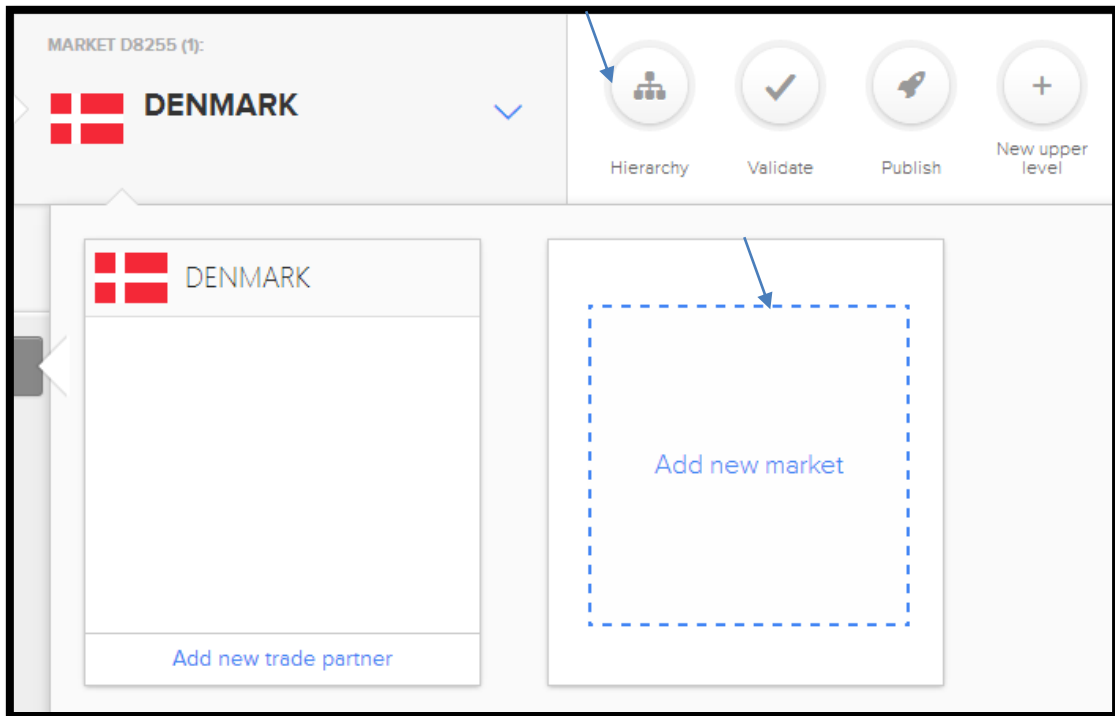 MARKET D8255 (1):
DENMARK
Hierarchy
Validate
Publish
New upper
level
DENMARK
Add new trade partner
Add new market